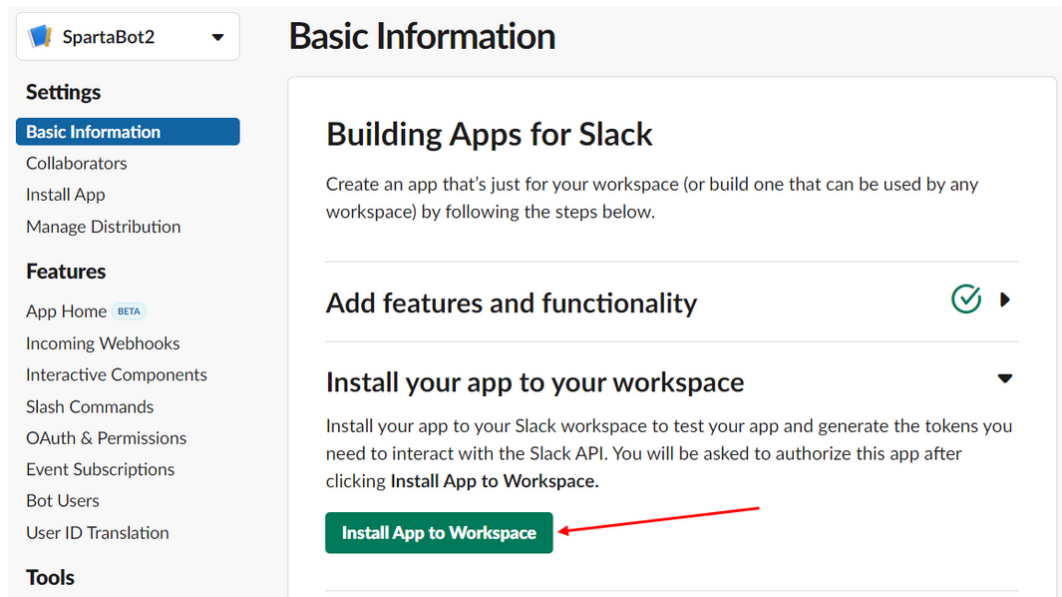 SpartaBot2
Settings
Basic Information
Collaborators
Install App
Manage Distribution
Features
App Home BETA
Incoming Webhooks
Interactive Components
Slash Commands
OAuth & Permissions
Event Subscriptions
Bot Users
User ID Translation
Tools
Basic Information
Building Apps for Slack
Create an app that's just for your workspace (or build one that can be used by any
workspace) by following the steps below.
Add features and functionality
Install your app to your workspace
Install your app to your Slack workspace to test your app and generate the tokens you
need to interact with the Slack API. You will be asked to authorize this app after
clicking Install App to Workspace.
Install App to Workspace